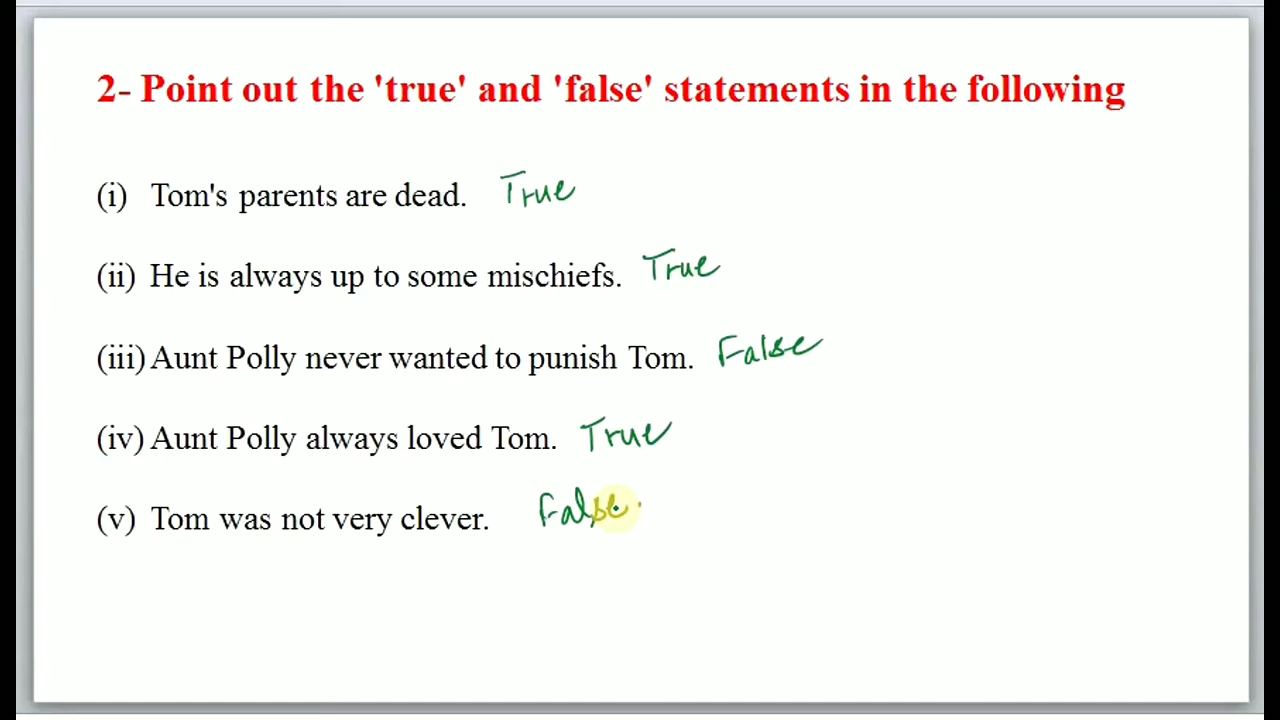 2- Point out the 'true' and 'false' statements in the following
(i) Tom's parents are dead. True
(ii) He is always up to some mischiefs. True
(iii) Aunt Polly never wanted to punish Tom. False
(iv) Aunt Polly always loved Tom. True
(v) Tom was not very clever. False